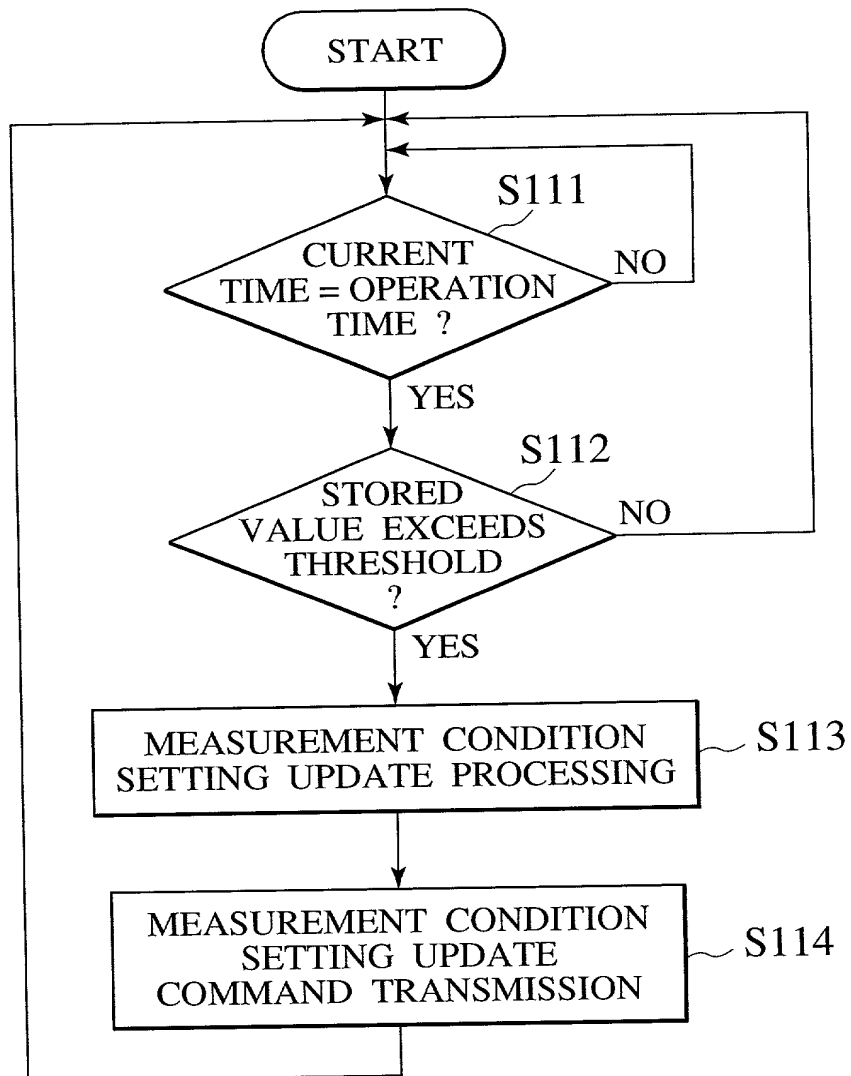 START
S111
CURRENT
TIME = OPERATION
TIME ?
NO
YES
S112
STORED
VALUE EXCEEDS
THRESHOLD
?
NO
YES
MEASUREMENT CONDITION
SETTING UPDATE PROCESSING
S113
MEASUREMENT CONDITION
SETTING UPDATE
COMMAND TRANSMISSION
S114